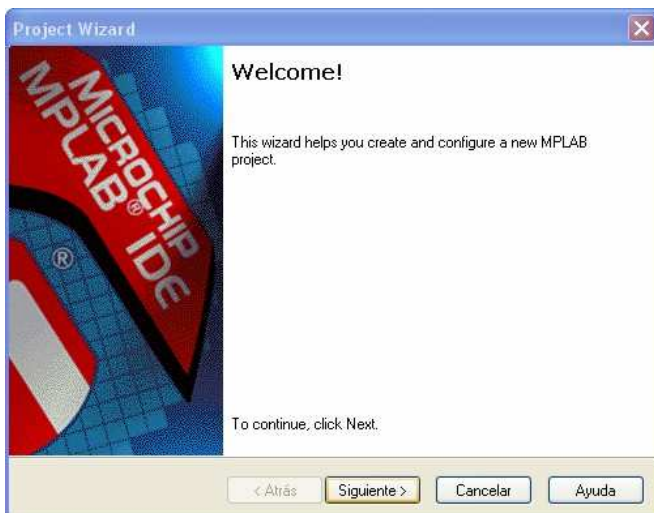 Project Wizard
MICROCHIP
MPLAB® IDE
®
Welcome!
This wizard helps you create and configure a new MPLAB
project.
To continue, click Next.
< Atrás
Siguiente >
Cancelar
Ayuda